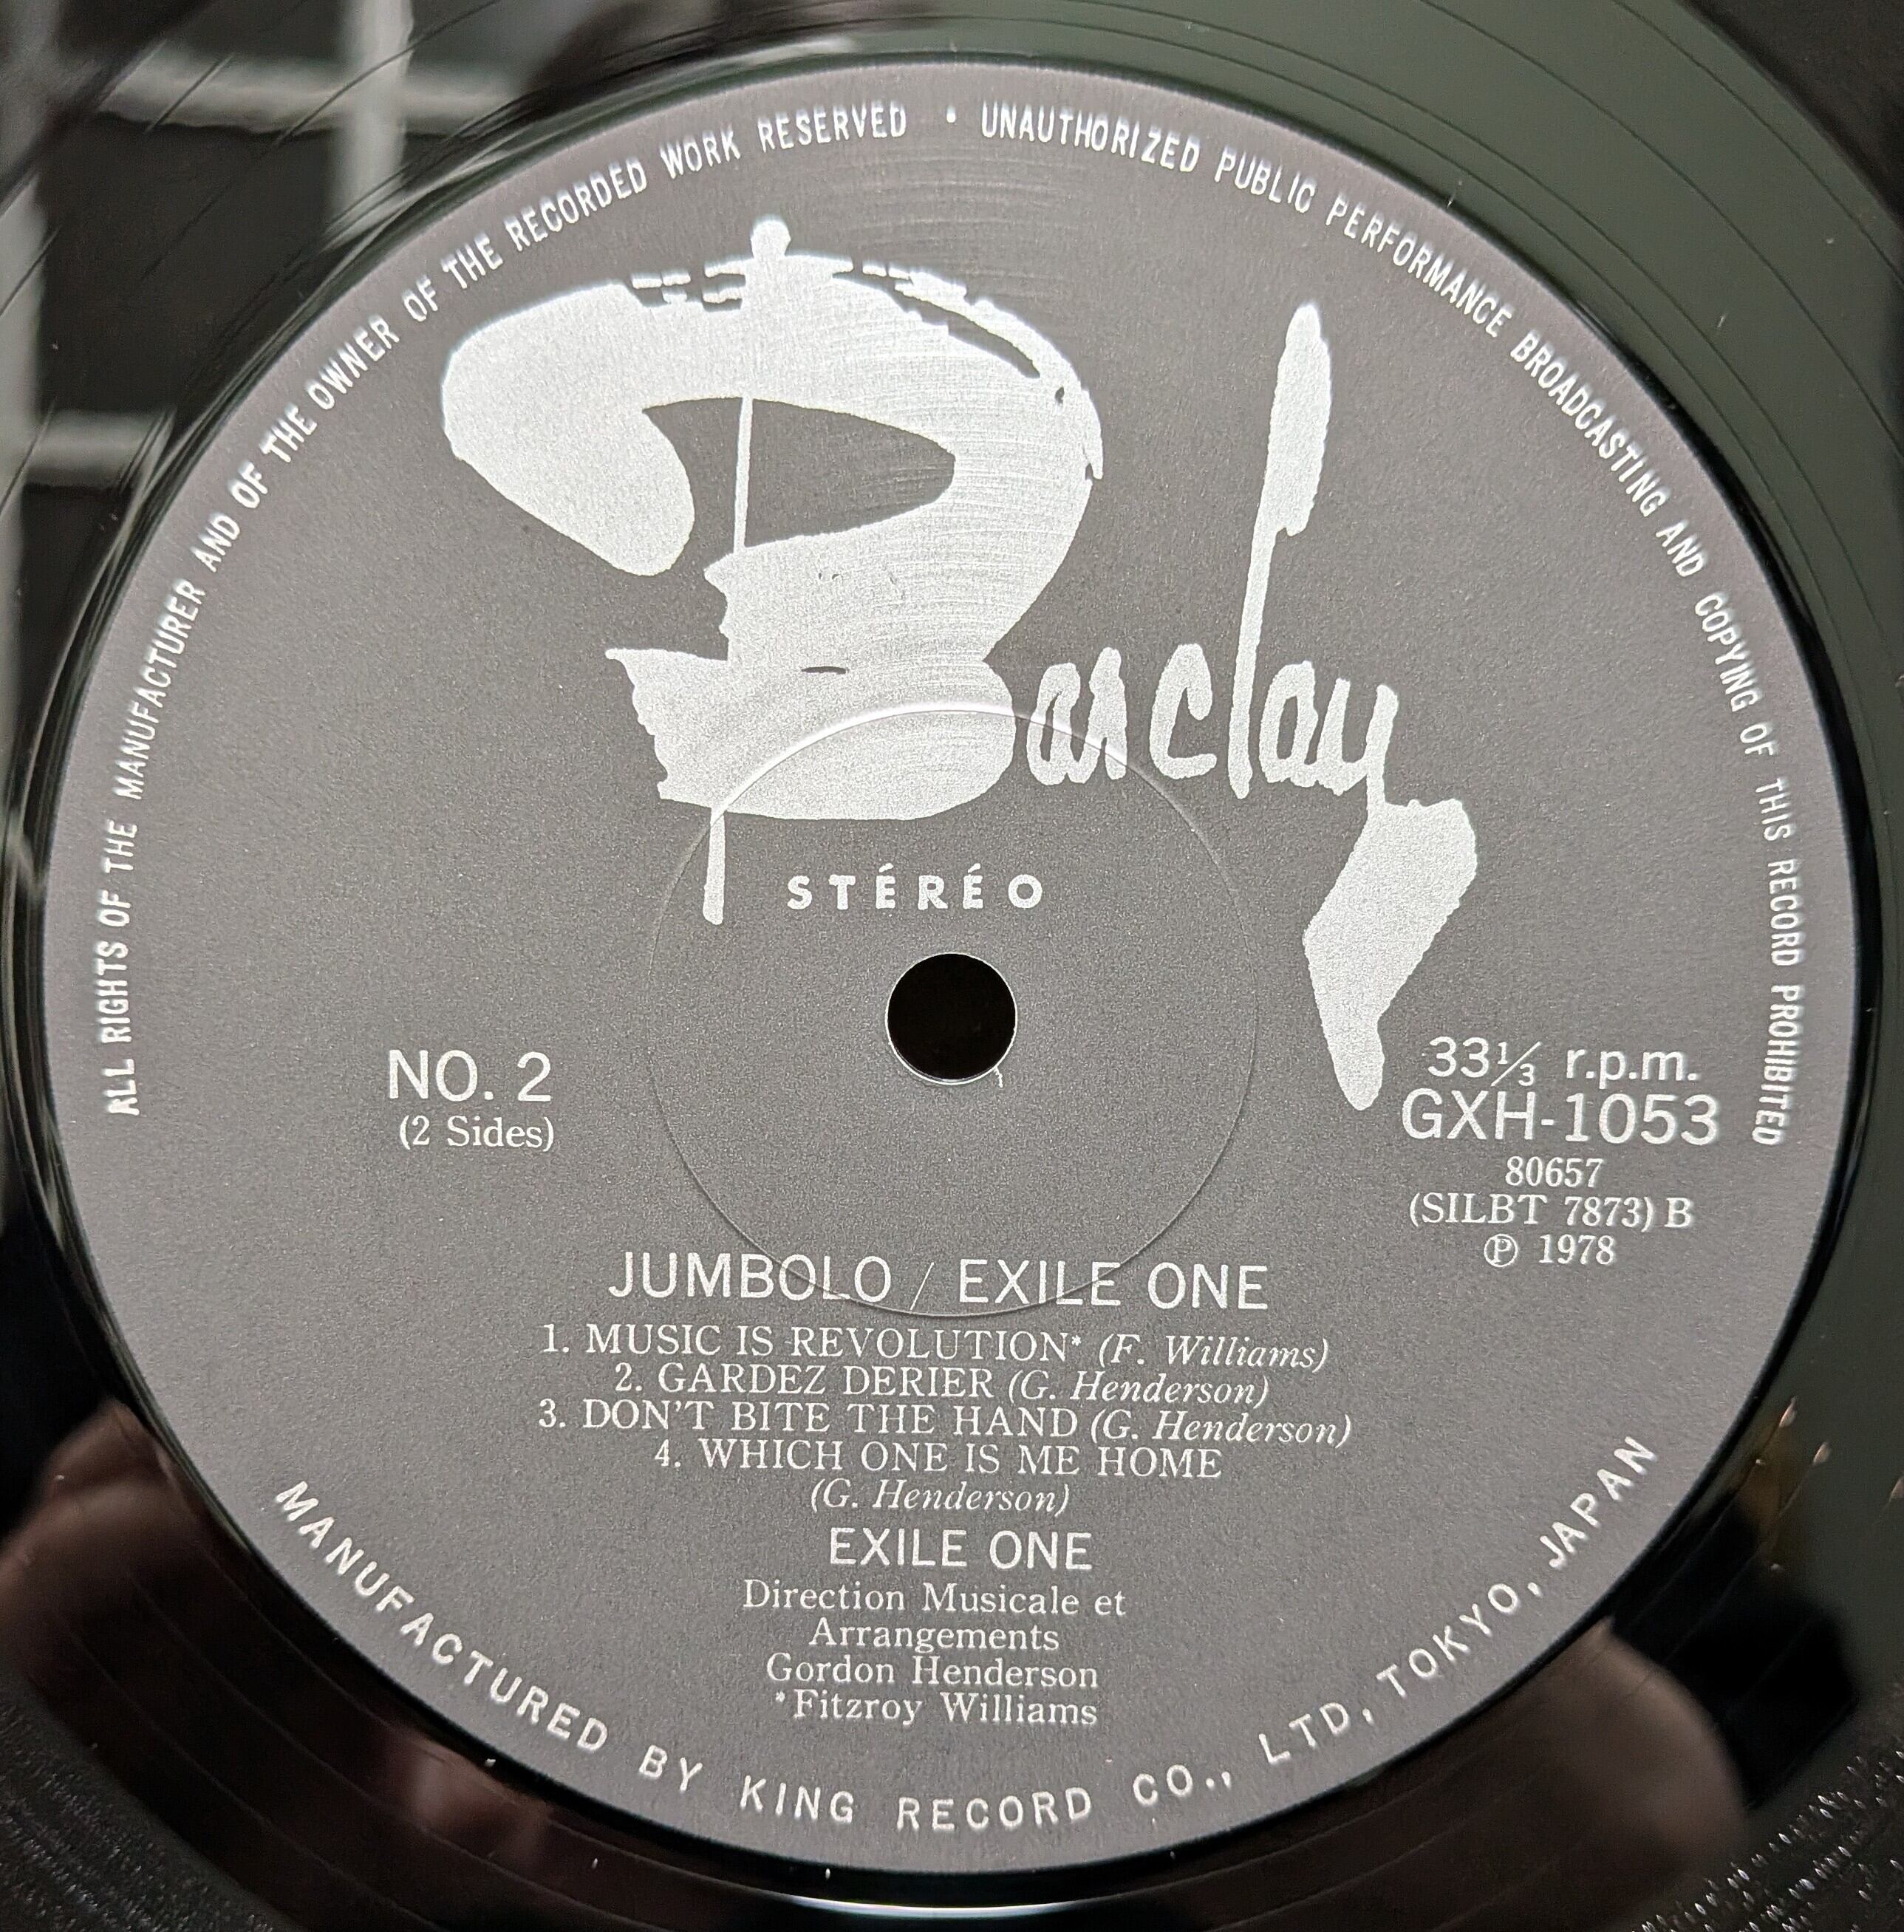 ALL RIGHTS OF THE MANUFACTURER AND OF THE OWNER OF THE RECORDED WORK RESERVED • UNAUTHORIZED PUBLIC PERFORMANCE BROADCASTING AND COPYING OF THIS RECORD PROHIBITED
Barclay
STÉRÉO
NO. 2
(2 Sides)
33⅓ r.p.m.
GXH-1053
80657
(SILBT 7873) B
℗ 1978
JUMBOLO / EXILE ONE
1. MUSIC IS REVOLUTION* (F. Williams)
2. GARDEZ DERIER (G. Henderson)
3. DON'T BITE THE HAND (G. Henderson)
4. WHICH ONE IS ME HOME
(G. Henderson)
EXILE ONE
Direction Musicale et
Arrangements
Gordon Henderson
*Fitzroy Williams
MANUFACTURED BY KING RECORD CO., LTD, TOKYO, JAPAN